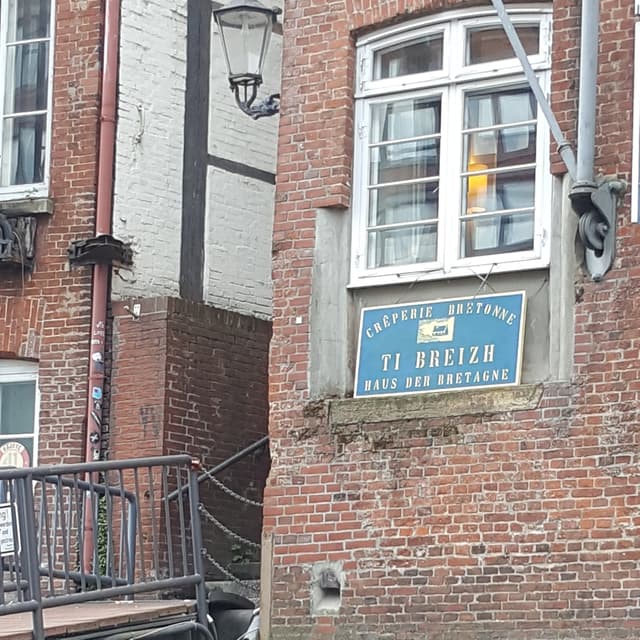 CRÊPERIE BRETONNE
TI BREIZH
HAUS DER BRETAGNE